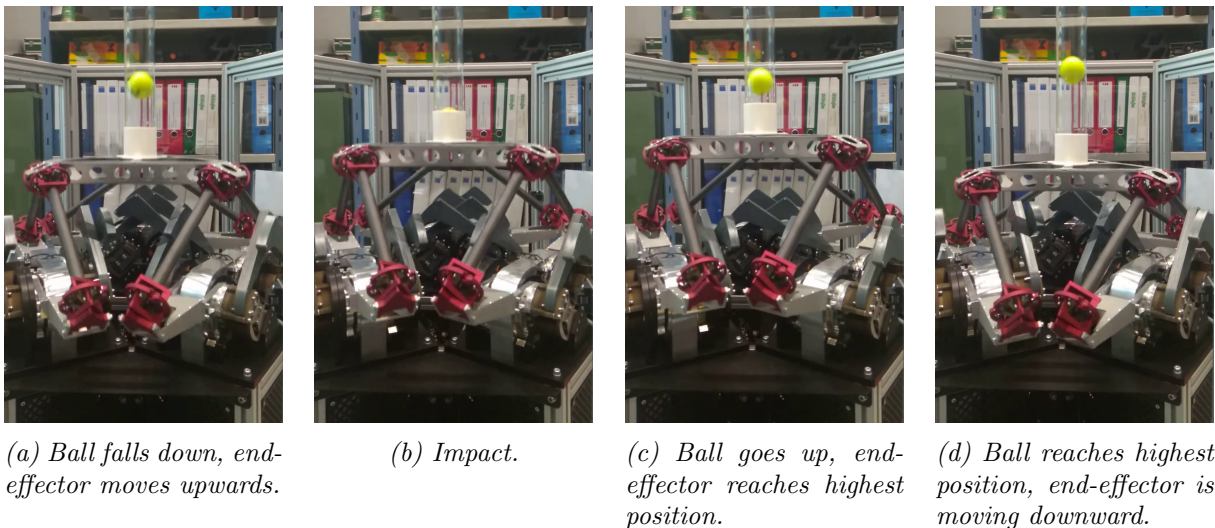 (a) Ball falls down, end-
effector moves upwards.
(b) Impact.
(c) Ball goes up, end-
effector reaches highest
position.
(d) Ball reaches highest
position, end-effector is
moving downward.